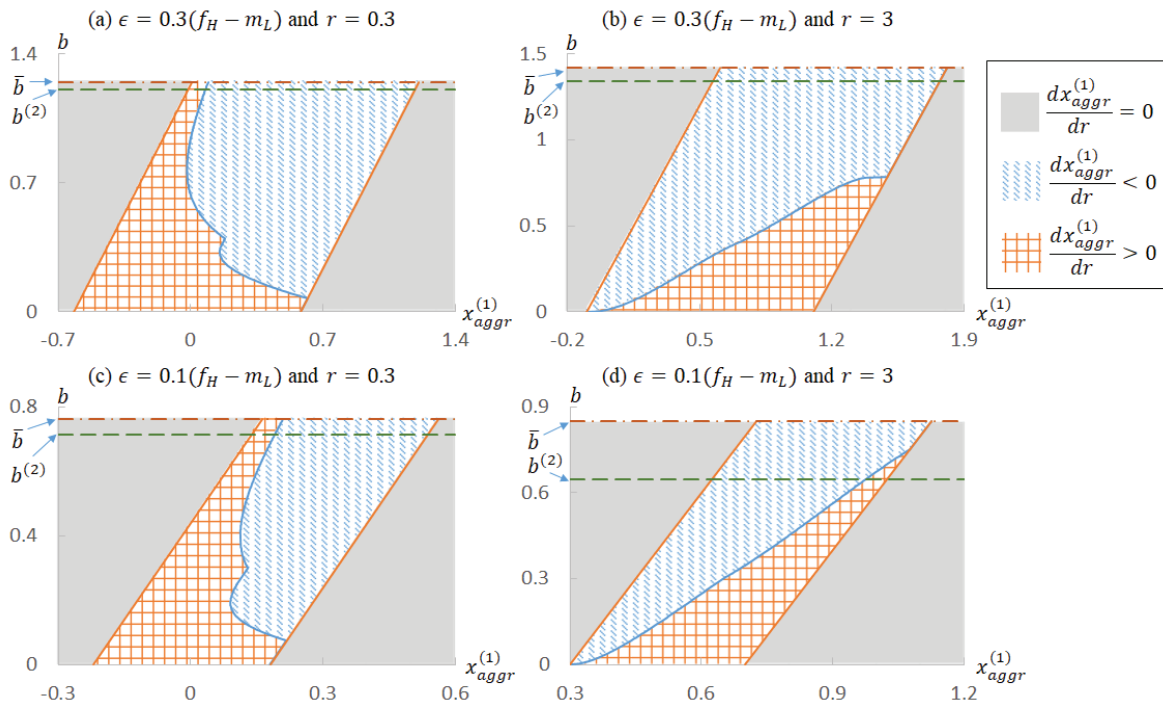 (a) ϵ = 0.3(f_H − m_L) and r = 0.3
b
1.4
b̄
b^(2)
0.7
0
x_aggr^(1)
-0.7 0 0.7 1.4
(b) ϵ = 0.3(f_H − m_L) and r = 3
b
1.5
b̄
b^(2)
1
0.5
0
x_aggr^(1)
-0.2 0.5 1.2 1.9
dx_aggr^(1)/dr = 0
dx_aggr^(1)/dr < 0
dx_aggr^(1)/dr > 0
(c) ϵ = 0.1(f_H − m_L) and r = 0.3
b
0.8
b̄
b^(2)
0.4
0
x_aggr^(1)
-0.3 0 0.3 0.6
(d) ϵ = 0.1(f_H − m_L) and r = 3
b
0.9
b̄
b^(2)
0.6
0.3
0
x_aggr^(1)
0.3 0.6 0.9 1.2